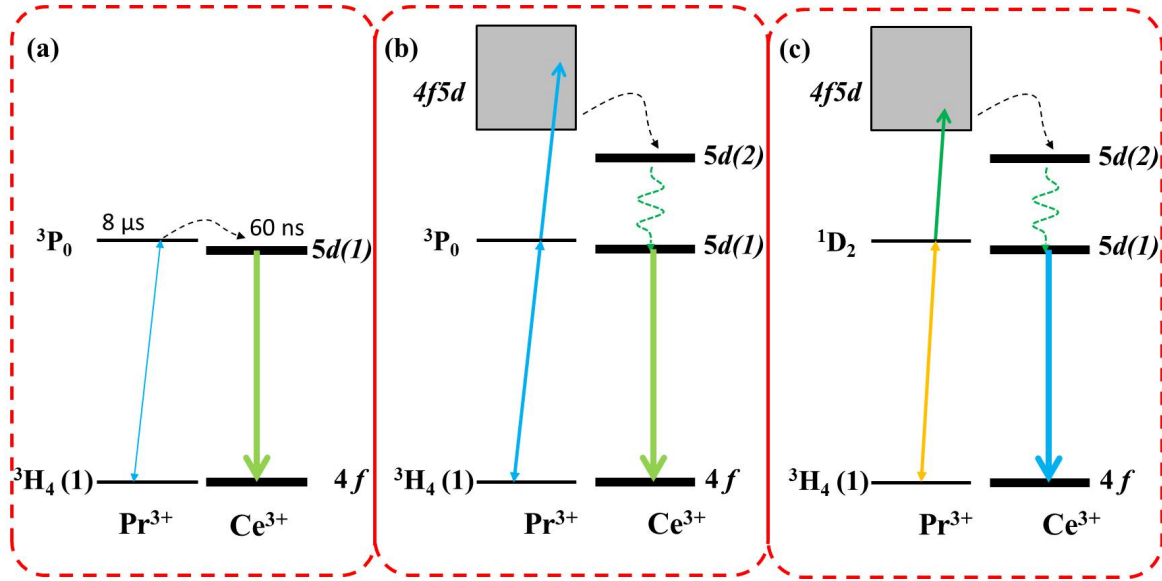 (a)
8 μs
60 ns
³P₀
5d(1)
³H₄ (1)
4 f
Pr³⁺
Ce³⁺
(b)
4f5d
5d(2)
³P₀
5d(1)
³H₄ (1)
4 f
Pr³⁺
Ce³⁺
(c)
4f5d
5d(2)
¹D₂
5d(1)
³H₄ (1)
4 f
Pr³⁺
Ce³⁺